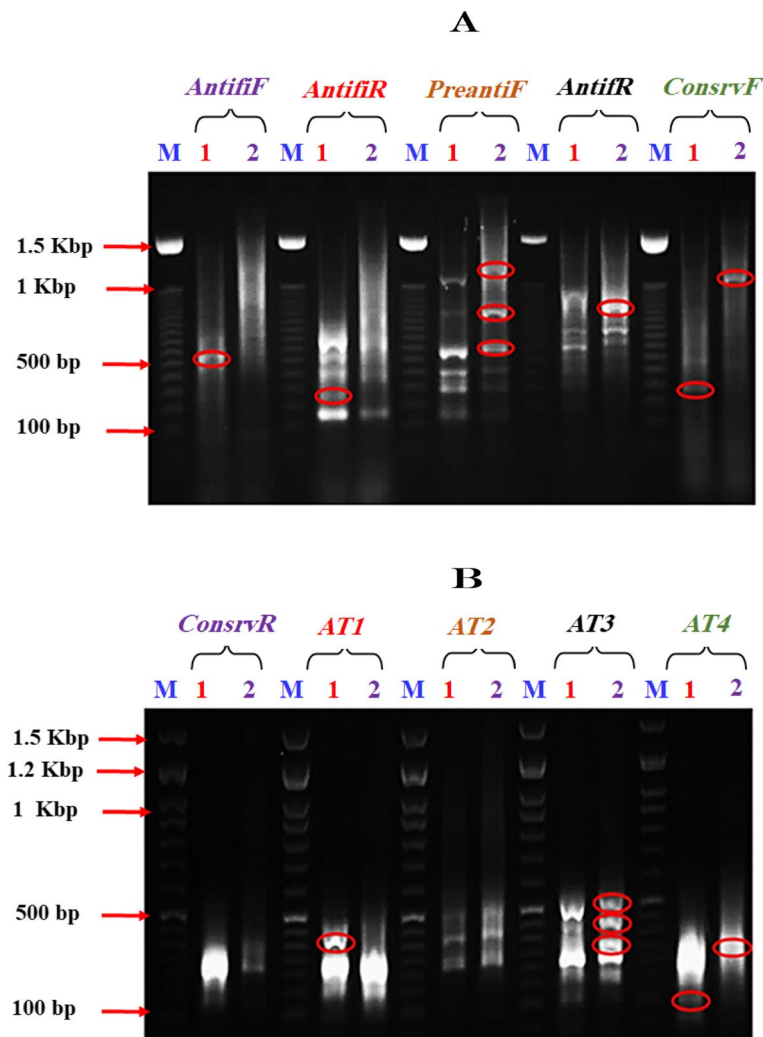 A
AntifiF AntifiR PreantiF AntifR ConsrvF
M 1 2 M 1 2 M 1 2 M 1 2 M 1 2
1.5 Kbp
1 Kbp
500 bp
100 bp
B
ConsrvR AT1 AT2 AT3 AT4
M 1 2 M 1 2 M 1 2 M 1 2 M 1 2
1.5 Kbp
1.2 Kbp
1 Kbp
500 bp
100 bp